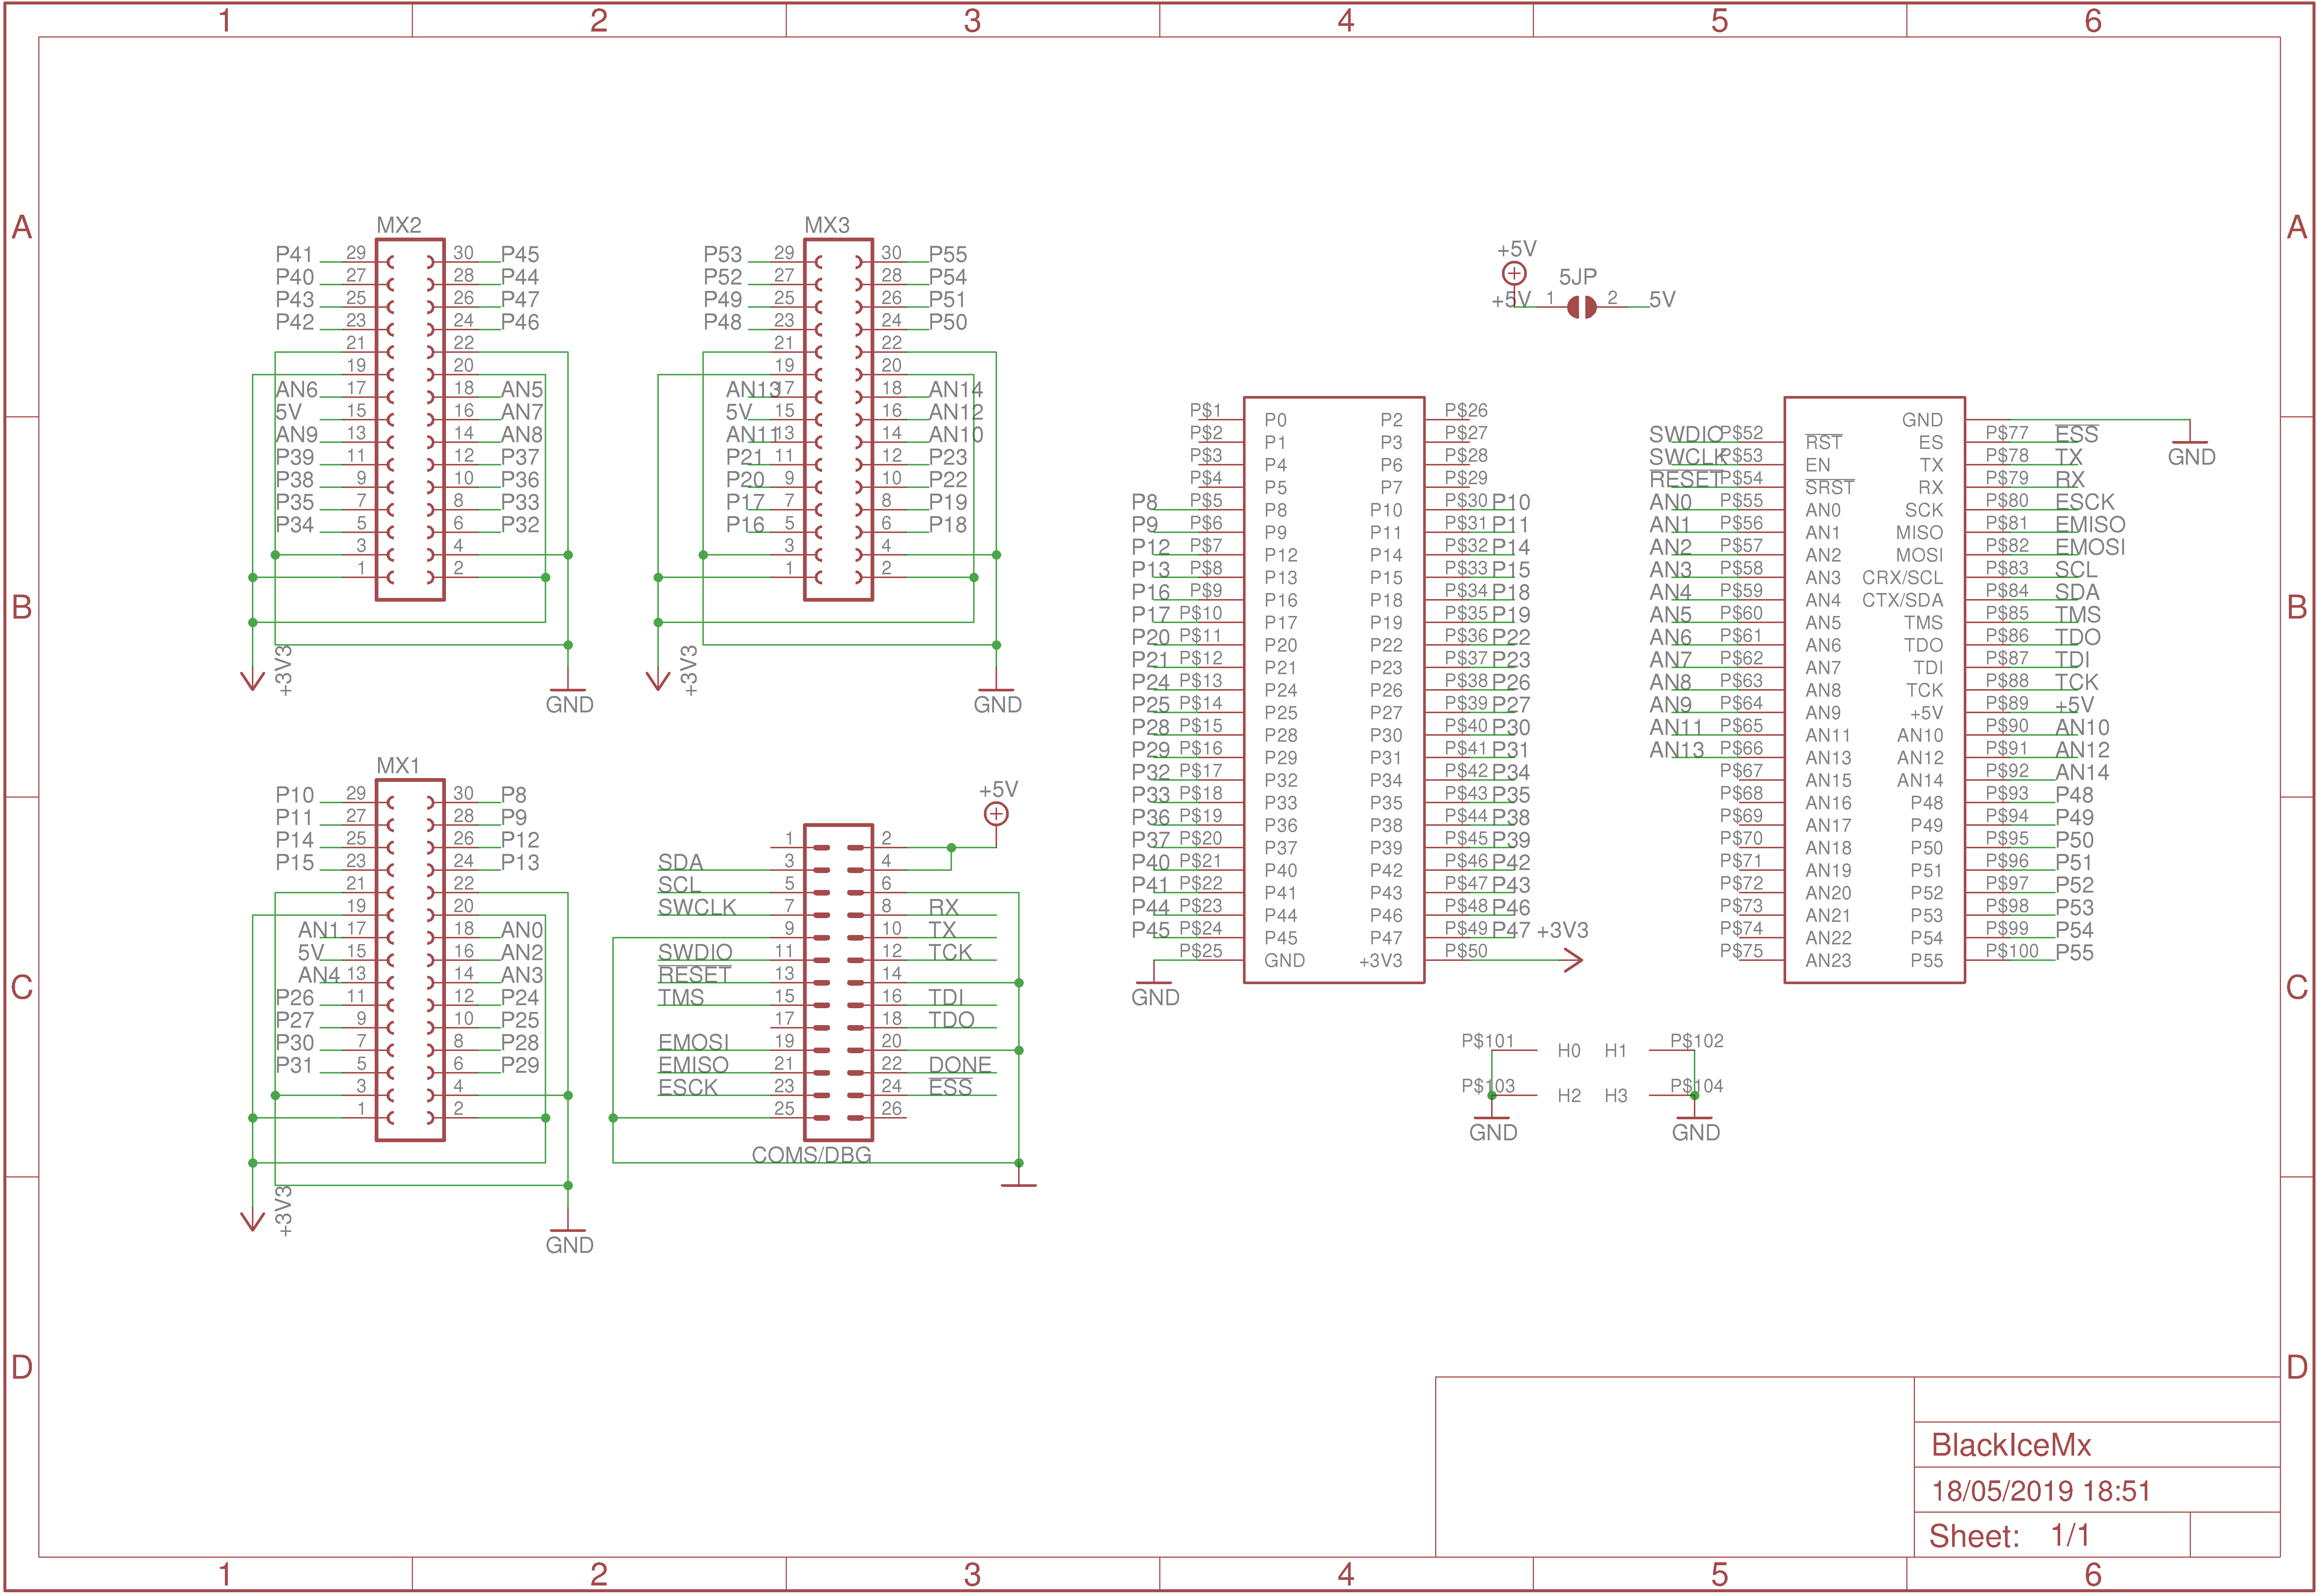 1 2 3 4 5 6
A A
B B
C C
D D
MX2
P41 29 30 P45
P40 27 28 P44
P43 25 26 P47
P42 23 24 P46
21 22
19 20
AN6 17 18 AN5
5V 15 16 AN7
AN9 13 14 AN8
P39 11 12 P37
P38 9 10 P36
P35 7 8 P33
P34 5 6 P32
3 4
1 2
+3V3
GND
MX3
P53 29 30 P55
P52 27 28 P54
P49 25 26 P51
P48 23 24 P50
21 22
19 20
AN13 17 18 AN14
5V 15 16 AN12
AN11 13 14 AN10
P21 11 12 P23
P20 9 10 P22
P17 7 8 P19
P16 5 6 P18
3 4
1 2
+3V3
GND
MX1
P10 29 30 P8
P11 27 28 P9
P14 25 26 P12
P15 23 24 P13
21 22
19 20
AN1 17 18 AN0
5V 15 16 AN2
AN4 13 14 AN3
P26 11 12 P24
P27 9 10 P25
P30 7 8 P28
P31 5 6 P29
3 4
1 2
+3V3
GND
+5V
1 2
SDA 3 4
SCL 5 6
SWCLK 7 8 RX
9 10 TX
SWDIO 11 12 TCK
RESET 13 14
TMS 15 16 TDI
17 18 TDO
EMOSI 19 20
EMISO 21 22 DONE
ESCK 23 24 ESS
25 26
COMS/DBG
+5V
5JP
+5V 1 2 5V
P$1 P0 P2 P$26
P$2 P1 P3 P$27
P$3 P4 P6 P$28
P$4 P5 P7 P$29
P8 P$5 P8 P10 P$30 P10
P9 P$6 P9 P11 P$31 P11
P12 P$7 P12 P14 P$32 P14
P13 P$8 P13 P15 P$33 P15
P16 P$9 P16 P18 P$34 P18
P17 P$10 P17 P19 P$35 P19
P20 P$11 P20 P22 P$36 P22
P21 P$12 P21 P23 P$37 P23
P24 P$13 P24 P26 P$38 P26
P25 P$14 P25 P27 P$39 P27
P28 P$15 P28 P30 P$40 P30
P29 P$16 P29 P31 P$41 P31
P32 P$17 P32 P34 P$42 P34
P33 P$18 P33 P35 P$43 P35
P36 P$19 P36 P38 P$44 P38
P37 P$20 P37 P39 P$45 P39
P40 P$21 P40 P42 P$46 P42
P41 P$22 P41 P43 P$47 P43
P44 P$23 P44 P46 P$48 P46
P45 P$24 P45 P47 P$49 P47 +3V3
P$25 GND +3V3 P$50
GND
GND
GND
SWDIO P$52 RST ES P$77 ESS
SWCLK P$53 EN TX P$78 TX
RESET P$54 SRST RX P$79 RX
AN0 P$55 AN0 SCK P$80 ESCK
AN1 P$56 AN1 MISO P$81 EMISO
AN2 P$57 AN2 MOSI P$82 EMOSI
AN3 P$58 AN3 CRX/SCL P$83 SCL
AN4 P$59 AN4 CTX/SDA P$84 SDA
AN5 P$60 AN5 TMS P$85 TMS
AN6 P$61 AN6 TDO P$86 TDO
AN7 P$62 AN7 TDI P$87 TDI
AN8 P$63 AN8 TCK P$88 TCK
AN9 P$64 AN9 +5V P$89 +5V
AN11 P$65 AN11 AN10 P$90 AN10
AN13 P$66 AN13 AN12 P$91 AN12
P$67 AN15 AN14 P$92 AN14
P$68 AN16 P48 P$93 P48
P$69 AN17 P49 P$94 P49
P$70 AN18 P50 P$95 P50
P$71 AN19 P51 P$96 P51
P$72 AN20 P52 P$97 P52
P$73 AN21 P53 P$98 P53
P$74 AN22 P54 P$99 P54
P$75 AN23 P55 P$100 P55
P$101 H0 H1 P$102
P$103 H2 H3 P$104
GND GND
BlackIceMx
18/05/2019 18:51
Sheet: 1/1
1 2 3 4 5 6